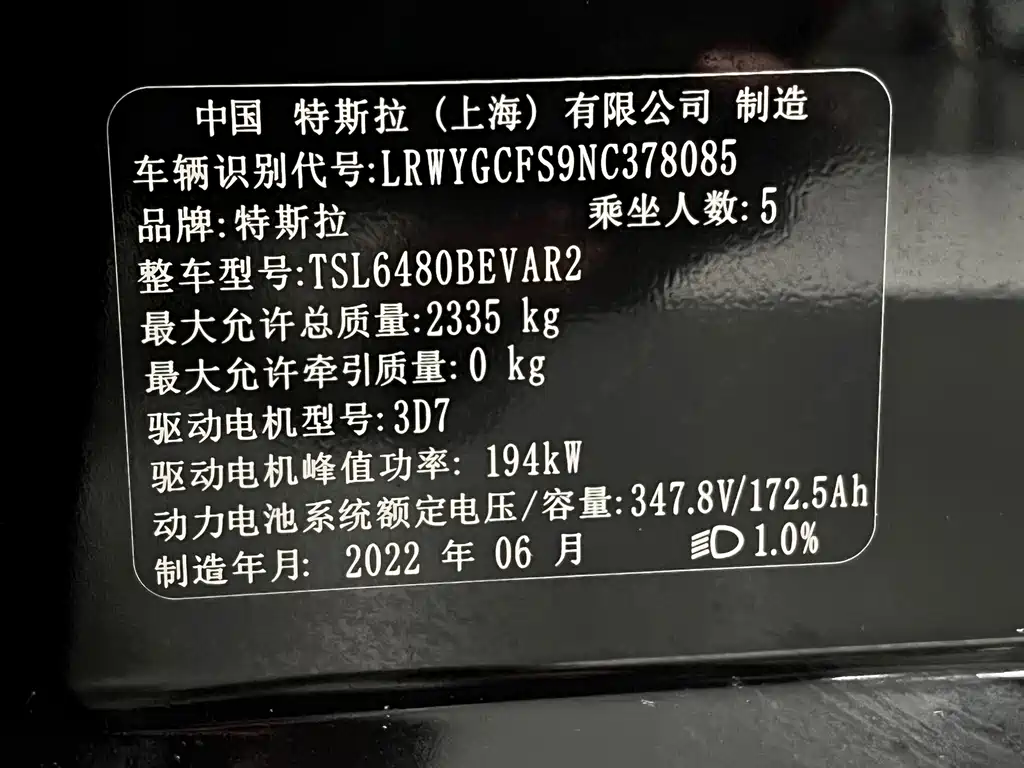 中国 特斯拉 (上海) 有限公司 制造
车辆识别代号:LRWYGCFS9NC378085
品牌:特斯拉 乘坐人数:5
整车型号:TSL6480BEVAR2
最大允许总质量:2335 kg
最大允许牵引质量:0 kg
驱动电机型号:3D7
驱动电机峰值功率: 194kW
动力电池系统额定电压/容量:347.8V/172.5Ah
制造年月: 2022 年 06 月 1.0%